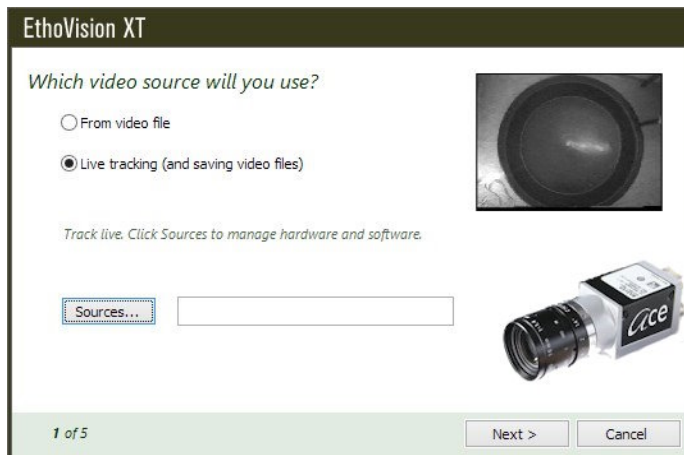 EthoVision XT
Which video source will you use?
From video file
Live tracking (and saving video files)
Track live. Click Sources to manage hardware and software.
Sources...
ace
1 of 5
Next >
Cancel